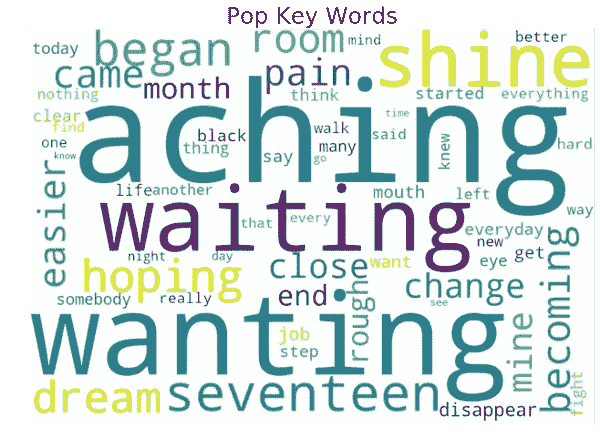 Pop Key Words
today
began
room
mind
better
shine
came
month
pain
nothing
think
started
everything
aching
clear
find
one
know
black
thing
say
walk
many
go
time
said
knew
hard
easier
life
another
mouth
left
way
waiting
that
every
everyday
new
eye
get
night
day
hoping
close
want
change
becoming
somebody
really
end
rough
see
wanting
job
step
mine
fight
dream
seventeen
disappear